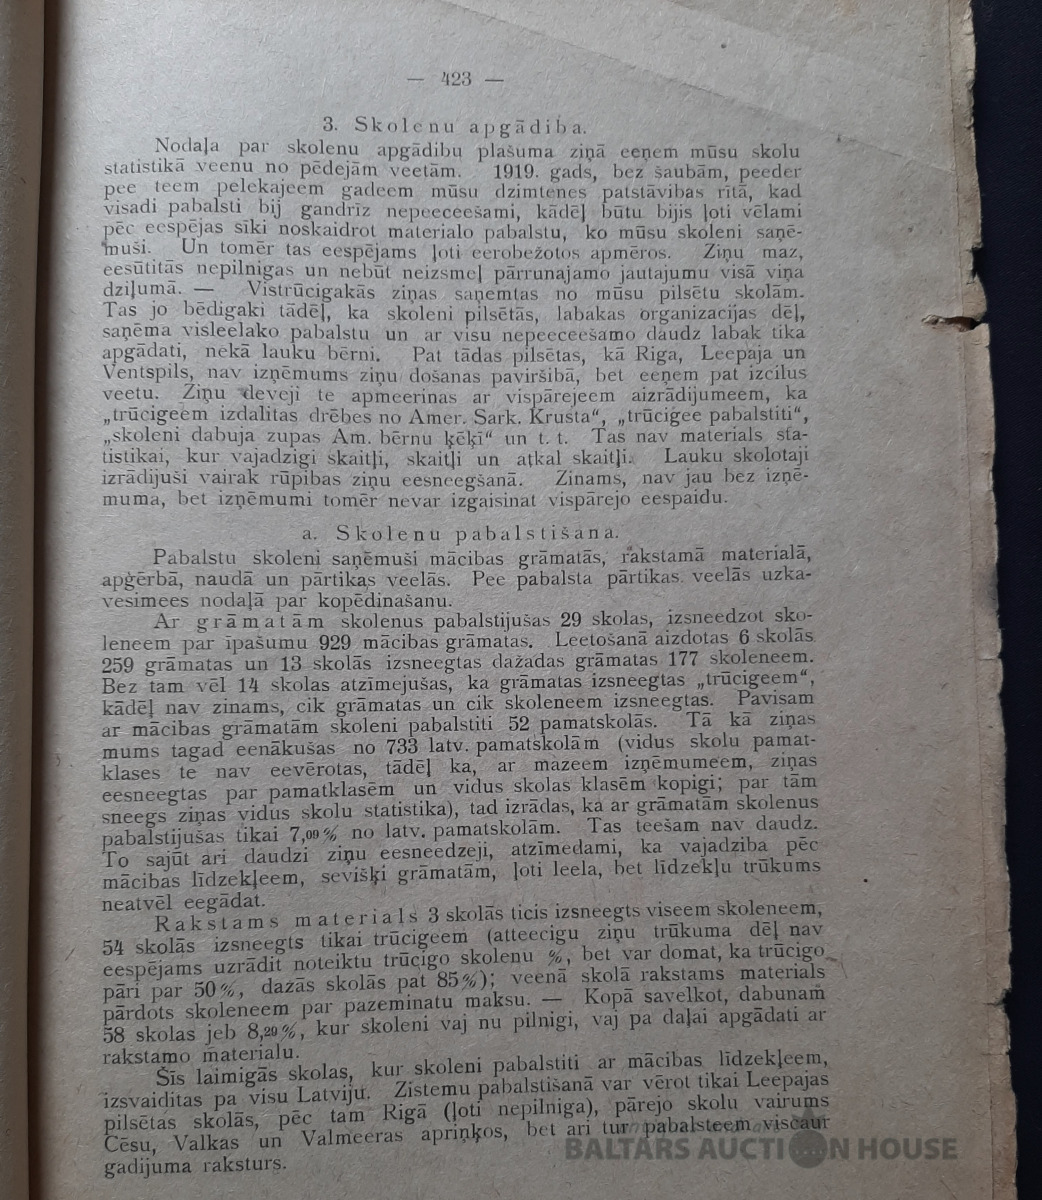 — 423 —
3. Skolenu apgādiba.
Nodaļa par skolenu apgādibu plašuma ziņā eeņem mūsu skolu
statistikā veenu no pēdejām veetām. 1919. gads, bez šaubām, peeder
pee teem pelekajeem gadeem mūsu dzimtenes patstāvibas rītā, kad
visadi pabalsti bij gandrīz nepeeceešami, kādēļ būtu bijis ļoti vēlami
pēc eespējas sīki noskaidrot materialo pabalstu, ko mūsu skoleni saņē-
muši. Un tomēr tas eespējams ļoti eerobežotos apmēros. Ziņu maz,
eesūtitās nepilnigas un nebūt neizsmeļ pārrunajamo jautajumu visā viņa
dziļumā. — Vistrūcigakās ziņas saņemtas no mūsu pilsētu skolām.
Tas jo bēdigaki tādēļ, ka skoleni pilsētās, labakas organizacijas dēļ,
saņēma visleelako pabalstu un ar visu nepeeceešamo daudz labak tika
apgādati, nekā lauku bērni. Pat tādas pilsētas, kā Riga, Leepaja un
Ventspils, nav izņēmums ziņu došanas paviršibā, bet eeņem pat izcilus
veetu. Ziņu deveji te apmeerinas ar vispārejeem aizrādijumeem, ka
„trūcigeem izdalitas drēbes no Amer. Sark. Krusta“, „trūcigee pabalstiti“,
„skoleni dabuja zupas Am. bērnu ķēķī“ un t. t. Tas nav materials sta-
tistikai, kur vajadzigi skaitļi, skaitļi un atkal skaitļi. Lauku skolotaji
izrādijuši vairak rūpibas ziņu eesneegšanā. Zinams, nav jau bez izņē-
muma, bet izņēmumi tomēr nevar izgaisinat vispārejo eespaidu.
a. Skolenu pabalstišana.
Pabalstu skoleni saņēmuši mācibas grāmatās, rakstamā materialā,
apģērbā, naudā un pārtikas veelās. Pee pabalsta pārtikas veelās uzka-
vesimees nodaļā par kopēdinašanu.
Ar grāmatām skolenus pabalstijušas 29 skolas, izsneedzot sko-
leneem par īpašumu 929 mācibas grāmatas. Leetošanā aizdotas 6 skolās
259 grāmatas un 13 skolās izsneegtas dažadas grāmatas 177 skoleneem.
Bez tam vēl 14 skolas atzīmejušas, ka grāmatas izsneegtas „trūcigeem“,
kādēļ nav zinams, cik grāmatas un cik skoleneem izsneegtas. Pavisam
ar mācibas grāmatām skoleni pabalstiti 52 pamatskolās. Tā kā ziņas
mums tagad eenākušas no 733 latv. pamatskolām (vidus skolu pamat-
klases te nav eevērotas, tādēļ ka, ar mazeem izņēmumeem, ziņas
eesneegtas par pamatklasēm un vidus skolas klasēm kopigi; par tām
sneegs ziņas vidus skolu statistika), tad izrādas, ka ar grāmatām skolenus
pabalstijušas tikai 7,09% no latv. pamatskolām. Tas teešam nav daudz.
To sajūt ari daudzi ziņu eesneedzeji, atzīmedami, ka vajadziba pēc
mācibas līdzekļeem, sevišķi grāmatām, ļoti leela, bet līdzekļu trūkums
neatvēl eegādat.
Rakstams materials 3 skolās ticis izsneegts viseem skoleneem,
54 skolās izsneegts tikai trūcigeem (atteecigu ziņu trūkuma dēļ nav
eespējams uzrādit noteiktu trūcigo skolenu %, bet var domat, ka trūcigo
pāri par 50%, dažās skolās pat 85%); veenā skolā rakstams materials
pārdots skoleneem par pazeminatu maksu. — Kopā savelkot, dabunam
58 skolas jeb 8,29%, kur skoleni vaj nu pilnigi, vaj pa daļai apgādati ar
rakstamo materialu.
Šīs laimigās skolas, kur skoleni pabalstiti ar mācibas līdzekļeem,
izsvaiditas pa visu Latviju. Zistemu pabalstišanā var vērot tikai Leepajas
pilsētas skolās, pēc tam Rigā (ļoti nepilniga), pārejo skolu vairums
Cēsu, Valkas un Valmeeras apriņķos, bet ari tur pabalsteem viscaur
gadijuma raksturs.
BALTARS AUCTION HOUSE